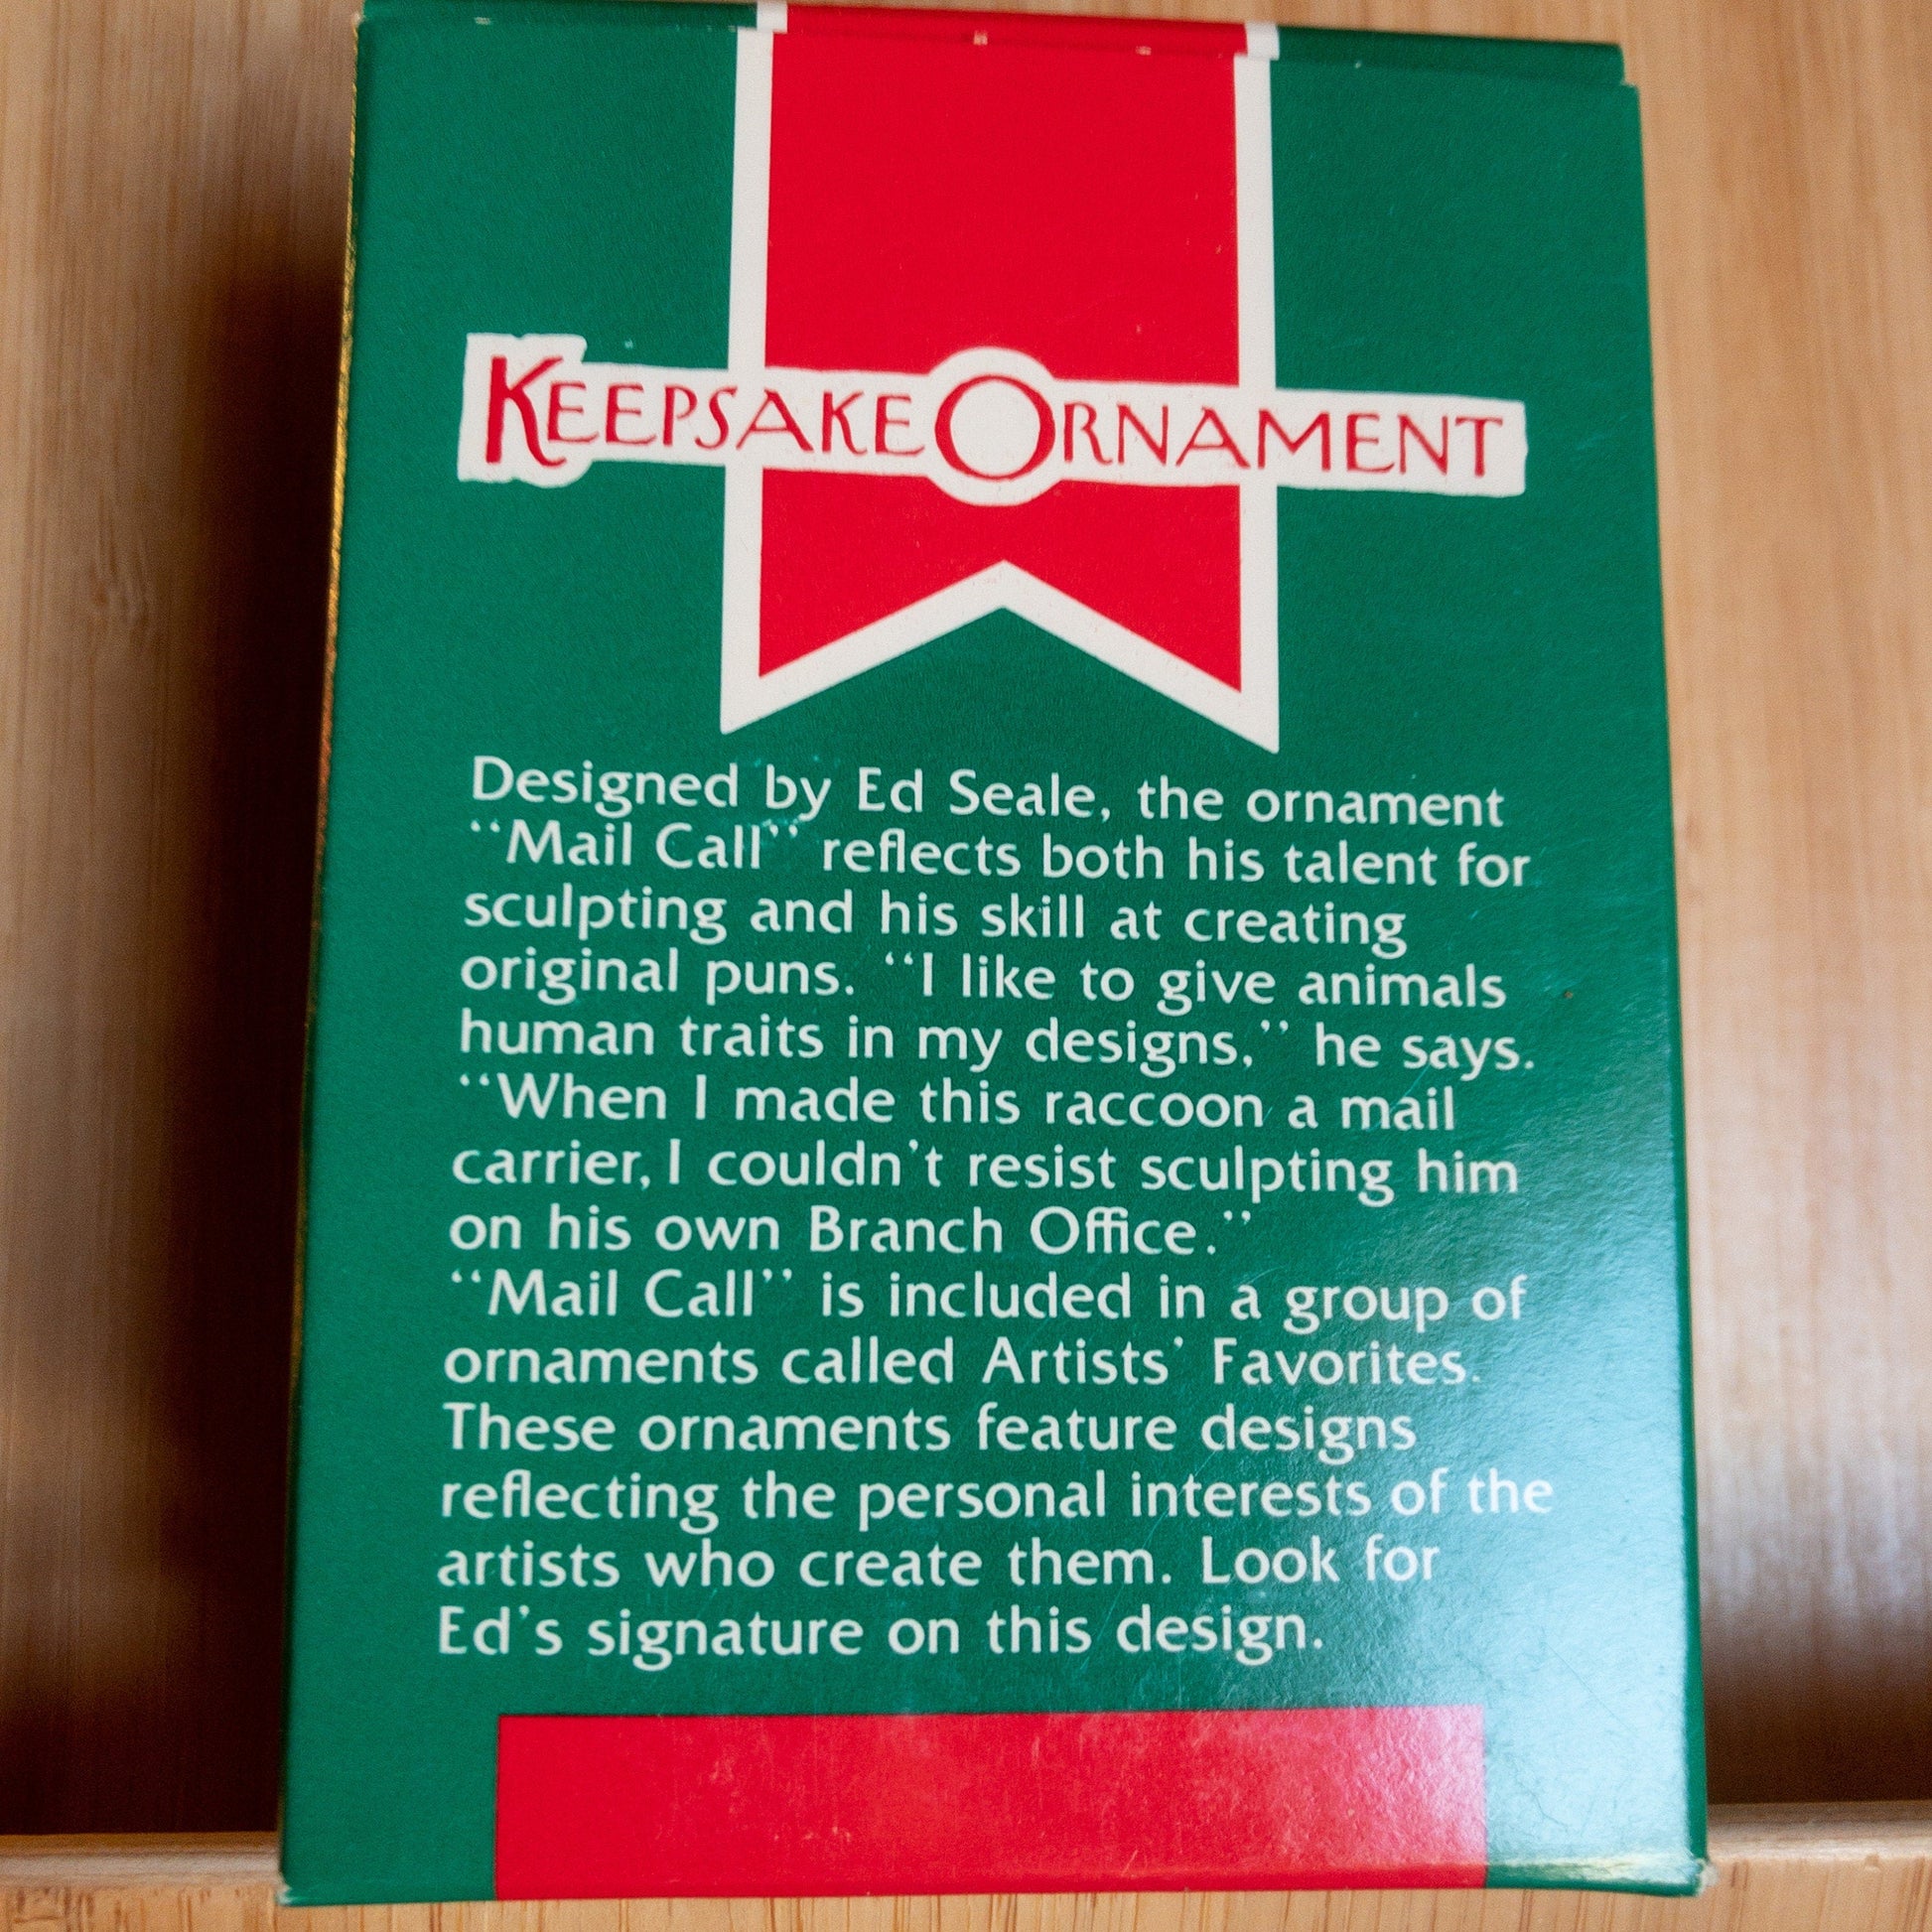 KEEPSAKE ORNAMENT
Designed by Ed Seale, the ornament
“Mail Call” reflects both his talent for
sculpting and his skill at creating
original puns. “I like to give animals
human traits in my designs,” he says.
“When I made this raccoon a mail
carrier, I couldn’t resist sculpting him
on his own Branch Office.”
“Mail Call” is included in a group of
ornaments called Artists’ Favorites.
These ornaments feature designs
reflecting the personal interests of the
artists who create them. Look for
Ed’s signature on this design.